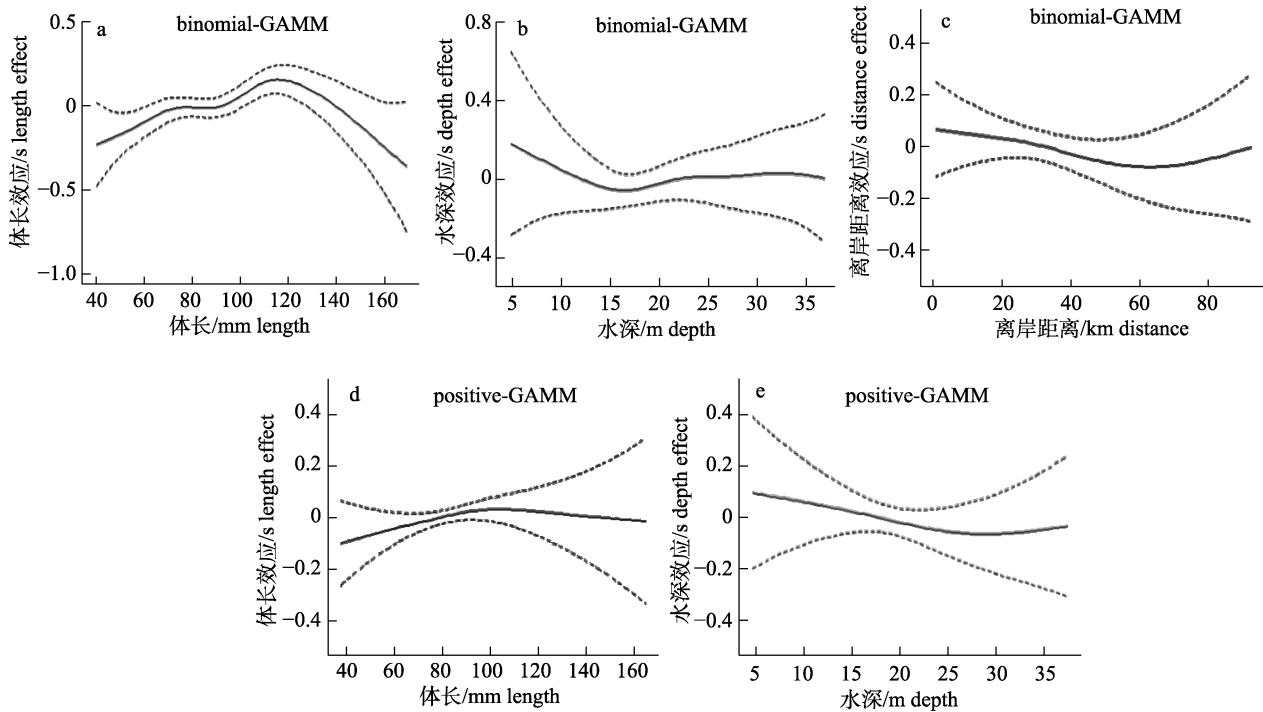 a
binomial-GAMM
体长效应/s length effect
0.5
0
−0.5
−1.0
40 60 80 100 120 140 160
体长/mm length
b
binomial-GAMM
水深效应/s depth effect
0.8
0.4
0
−0.4
5 10 15 20 25 30 35
水深/m depth
c
binomial-GAMM
离岸距离效应/s distance effect
0.4
0.2
0
−0.2
−0.4
0 20 40 60 80
离岸距离/km distance
d
positive-GAMM
体长效应/s length effect
0.4
0.2
0
−0.2
−0.4
40 60 80 100 120 140 160
体长/mm length
e
positive-GAMM
水深效应/s depth effect
0.4
0.2
0
−0.2
−0.4
5 10 15 20 25 30 35
水深/m depth